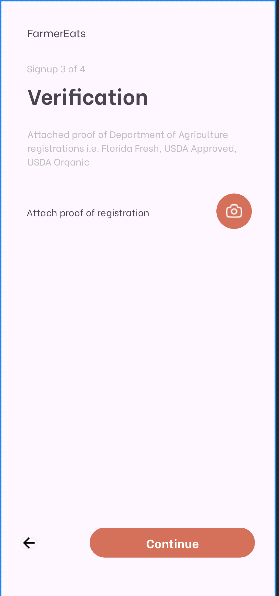 FarmerEats
Signup 3 of 4
Verification
Attached proof of Department of Agriculture
registrations i.e. Florida Fresh, USDA Approved,
USDA Organic
Attach proof of registration
Continue